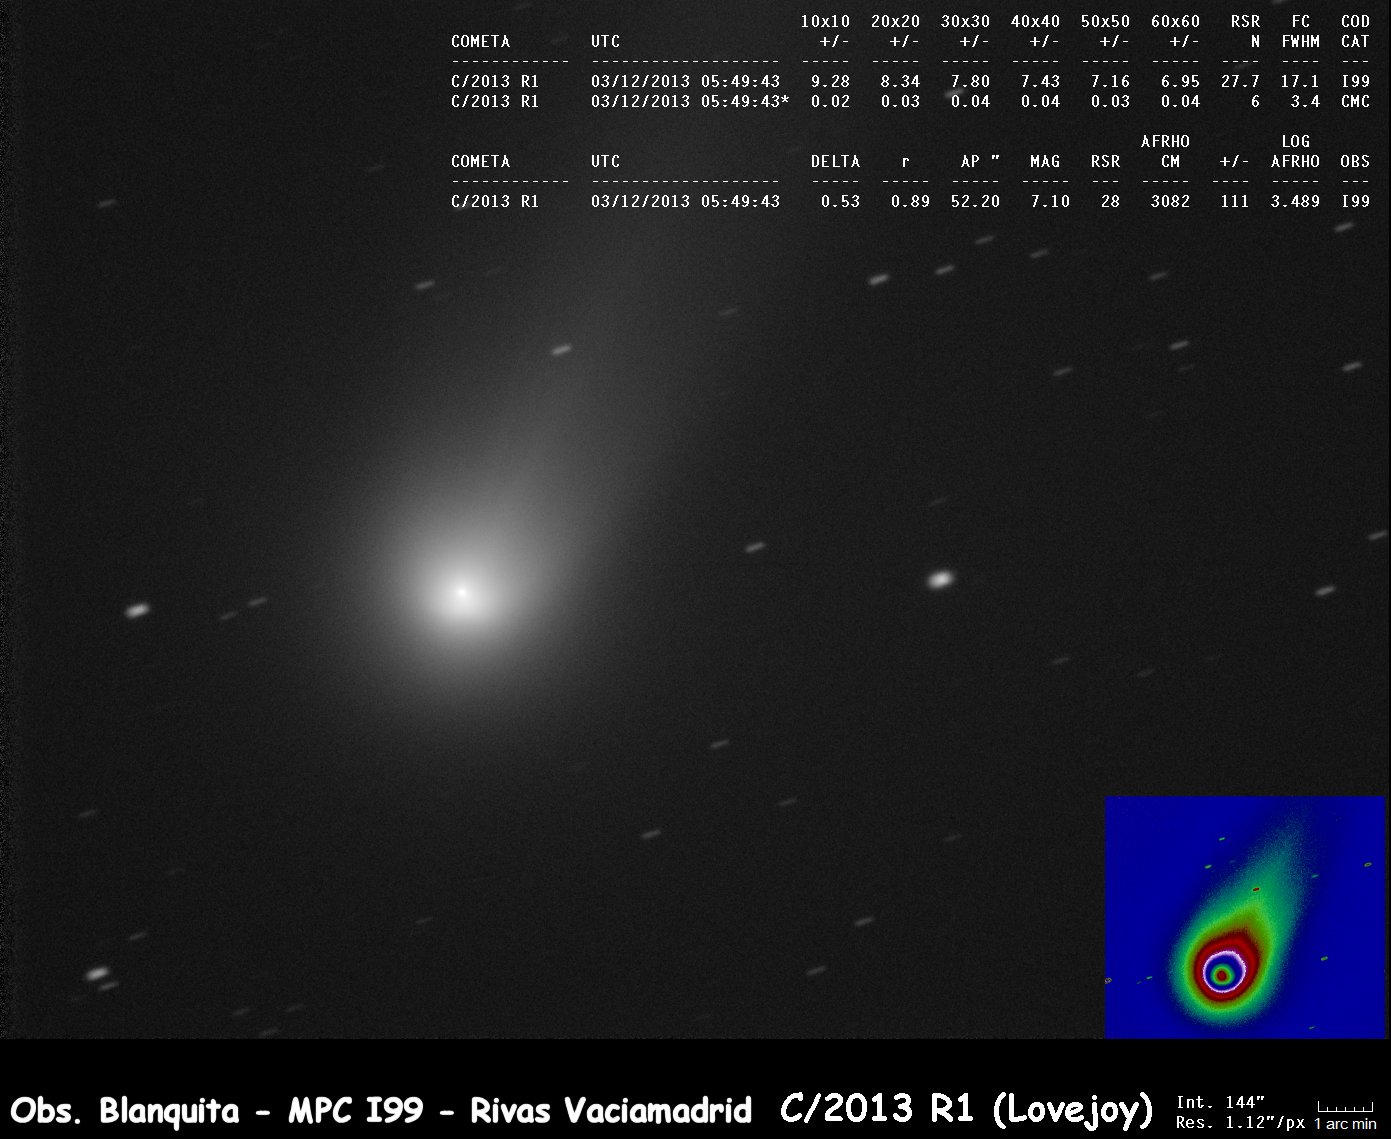 10x10 20x20 30x30 40x40 50x50 60x60 RSR FC COD
COMETA UTC +/- +/- +/- +/- +/- +/- N FWHM CAT
------------ ------------------- ----- ----- ----- ----- ----- ----- ---- ---- ---
C/2013 R1 03/12/2013 05:49:43 9.28 8.34 7.80 7.43 7.16 6.95 27.7 17.1 I99
C/2013 R1 03/12/2013 05:49:43* 0.02 0.03 0.04 0.04 0.03 0.04 6 3.4 CMC
AFRHO LOG
COMETA UTC DELTA r AP " MAG RSR CM +/- AFRHO OBS
------------ ------------------- ----- ----- ----- ----- --- ----- ---- ----- ---
C/2013 R1 03/12/2013 05:49:43 0.53 0.89 52.20 7.10 28 3082 111 3.489 I99
Obs. Blanquita - MPC I99 - Rivas Vaciamadrid C/2013 R1 (Lovejoy)
Int. 144"
Res. 1.12"/px
1 arc min